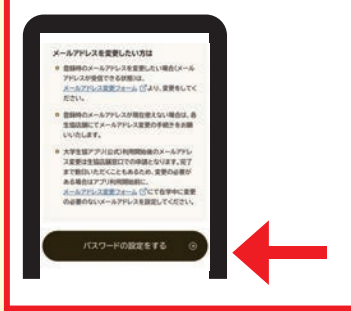 メールアドレスを変更したい方は
登録時のメールアドレスを変更したい場合(メール
アドレスが受信できる状態)は、
メールアドレス変更フォーム より、変更をしてく
ださい。
登録時のメールアドレスが現在使えない場合は、各
生協店舗にてメールアドレス変更の手続きをお願
いいたします。
大学生協アプリ(公式)利用開始後のメールアドレ
ス変更は生協店舗窓口での申請となります。完了
まで数日いただくこともあるため、変更の必要が
ある場合はアプリ利用開始前に、
メールアドレス変更フォーム にて在学中に変更
の必要のないメールアドレスを設定してください。
パスワードの設定をする